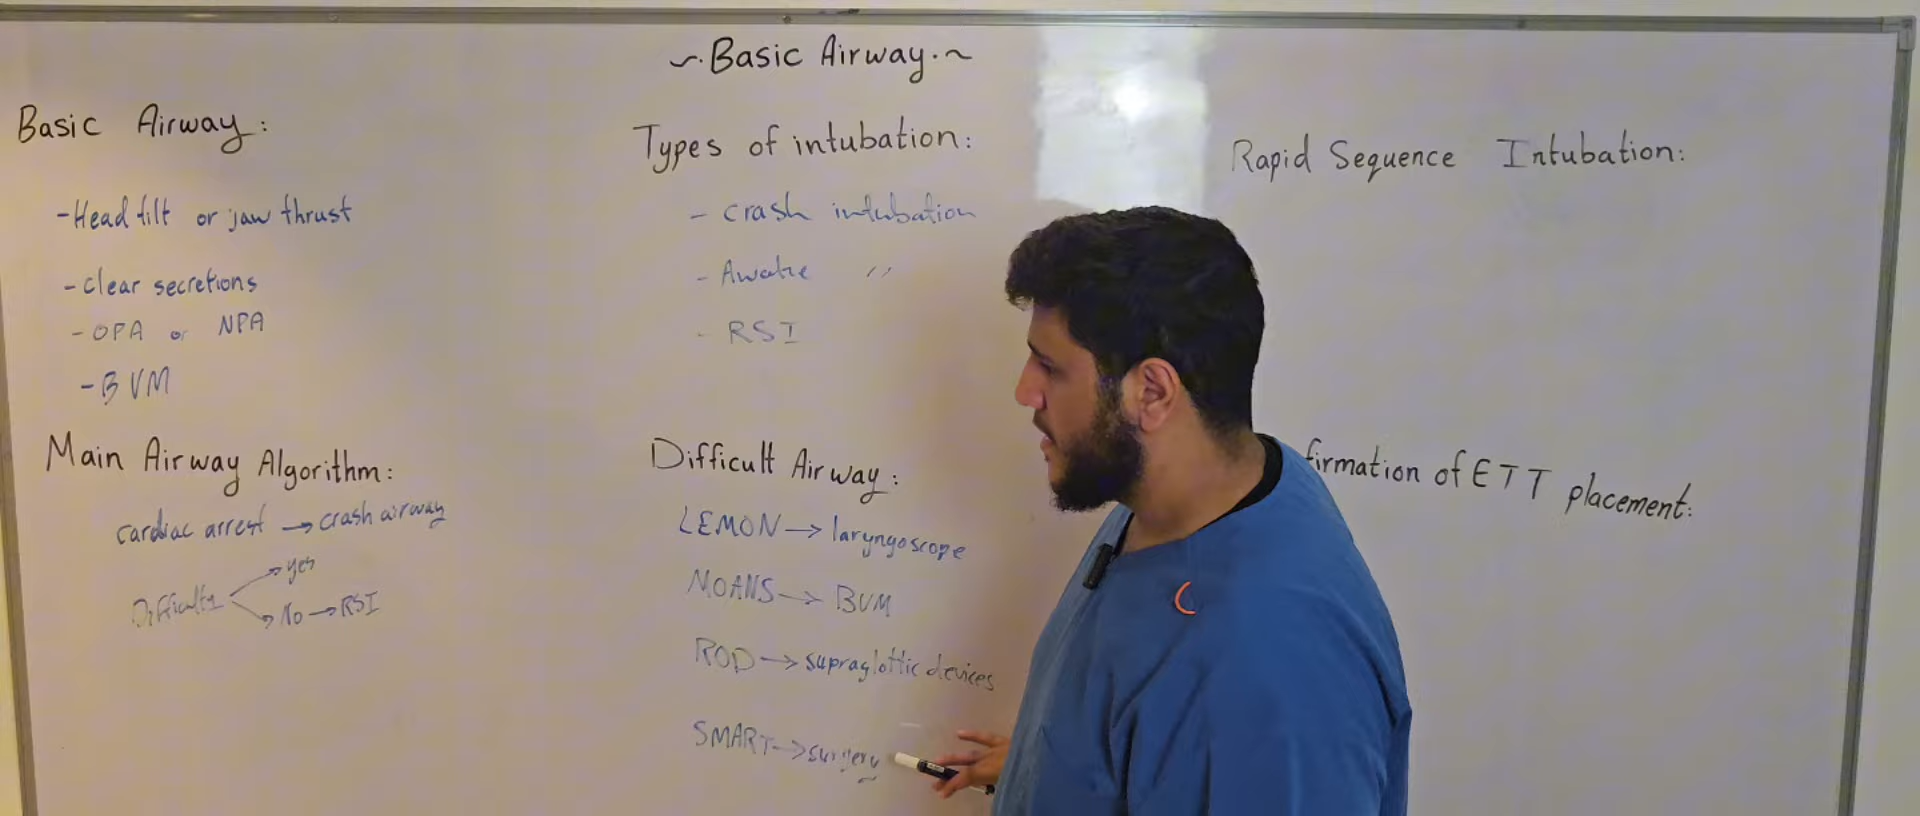 ~. Basic Airway. ~
Basic Airway:
-Head tilt or jaw thrust
-clear secretions
-OPA or NPA
-BVM
Main Airway Algorithm:
cardiac arrest → crash airway
Difficulty → yes
→ No → RSI
Types of intubation:
- crash intubation
- Awake 〃
- RSI
Difficult Airway:
LEMON → laryngoscope
MOANS → BVM
ROD → supraglottic devices
SMART → surgery
Rapid Sequence Intubation:
firmation of ETT placement: